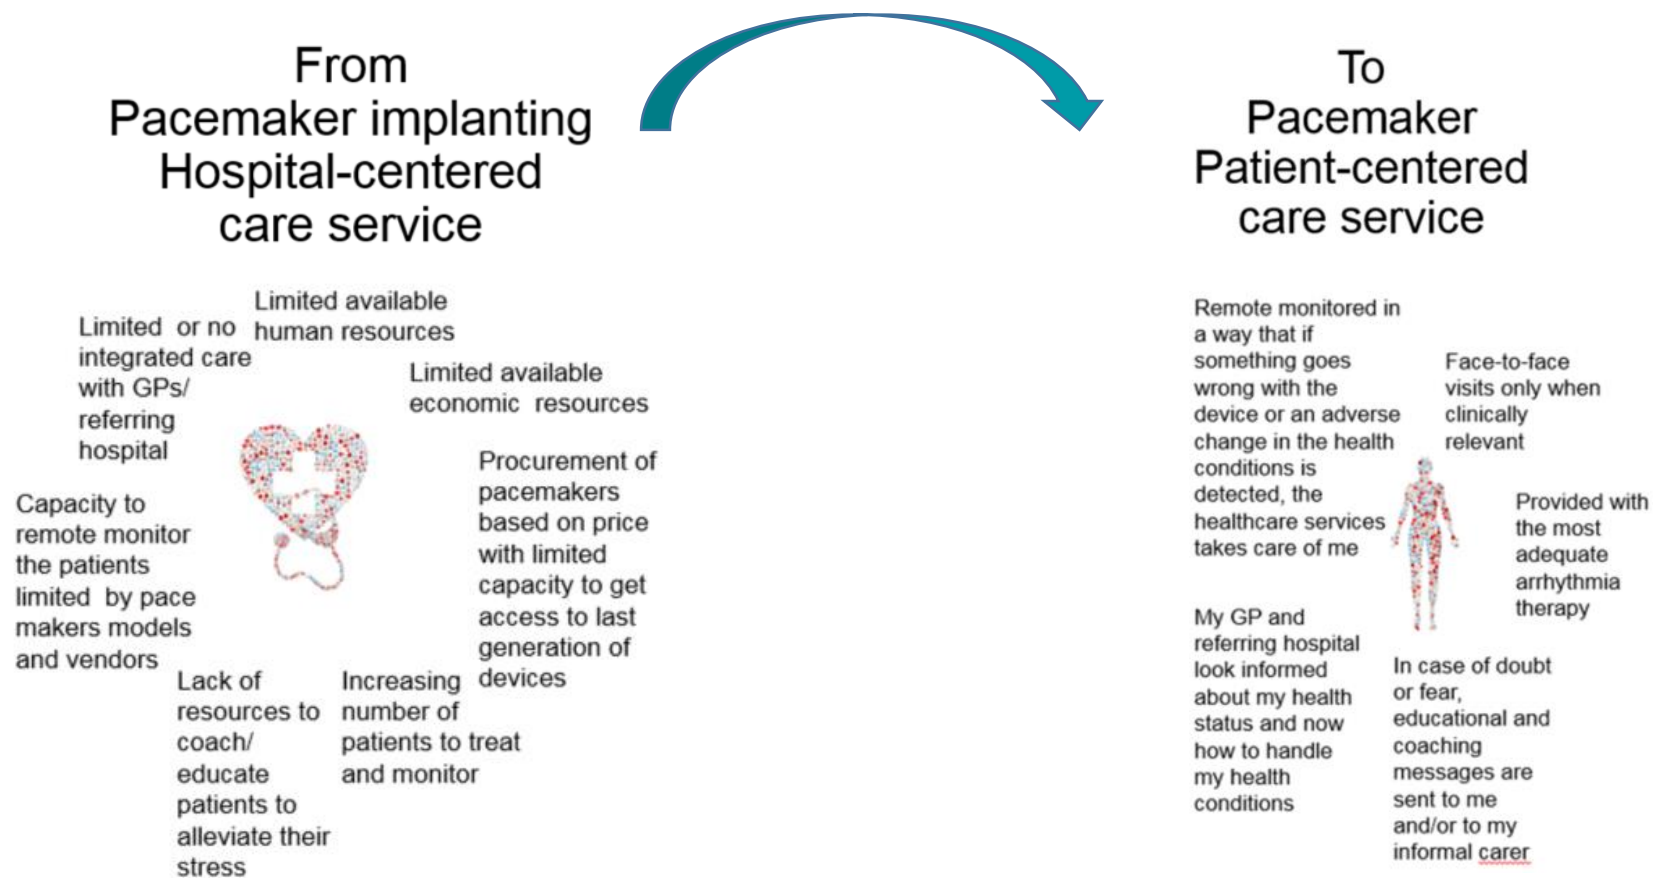 From
Pacemaker implanting
Hospital-centered
care service
To
Pacemaker
Patient-centered
care service
Limited available
human resources
Limited or no
integrated care
with GPs/
referring
hospital
Limited available
economic resources
Procurement of
pacemakers
based on price
with limited
capacity to get
access to last
generation of
devices
Capacity to
remote monitor
the patients
limited by pace
makers models
and vendors
Lack of
resources to
coach/
educate
patients to
alleviate their
stress
Increasing
number of
patients to treat
and monitor
Remote monitored in
a way that if
something goes
wrong with the
device or an adverse
change in the health
conditions is
detected, the
healthcare services
takes care of me
Face-to-face
visits only when
clinically
relevant
Provided with
the most
adequate
arrhythmia
therapy
My GP and
referring hospital
look informed
about my health
status and now
how to handle
my health
conditions
In case of doubt
or fear,
educational and
coaching
messages are
sent to me
and/or to my
informal carer